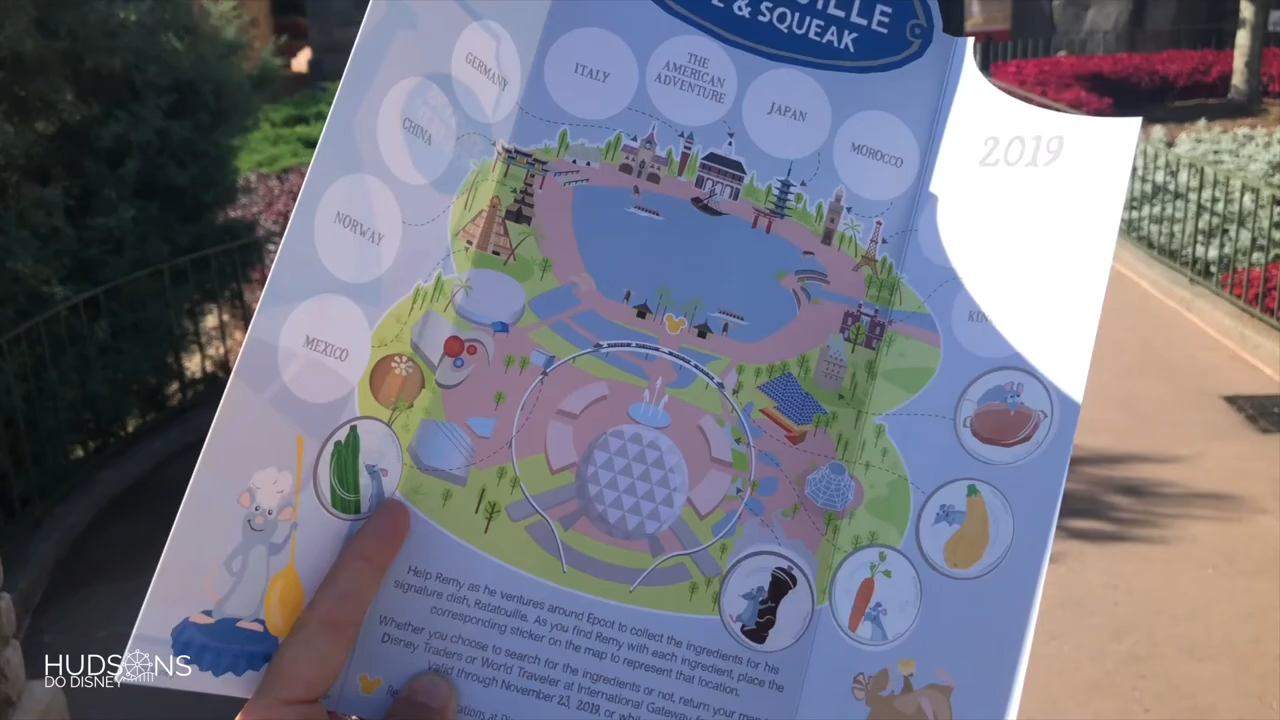 & SQUEAK
GERMANY
ITALY
THE
AMERICAN
ADVENTURE
JAPAN
MOROCCO
CHINA
NORWAY
MEXICO
2019
Help Remy as he ventures around Epcot to collect the ingredients for his
signature dish, Ratatouille. As you find Remy with each ingredient, place the
corresponding sticker on the map to represent that location.
Whether you choose to search for the ingredients or not, return your map
Disney Traders or World Traveler at International Gateway
valid through November 23, 2019, or
HUDSONS
DO DISNEY